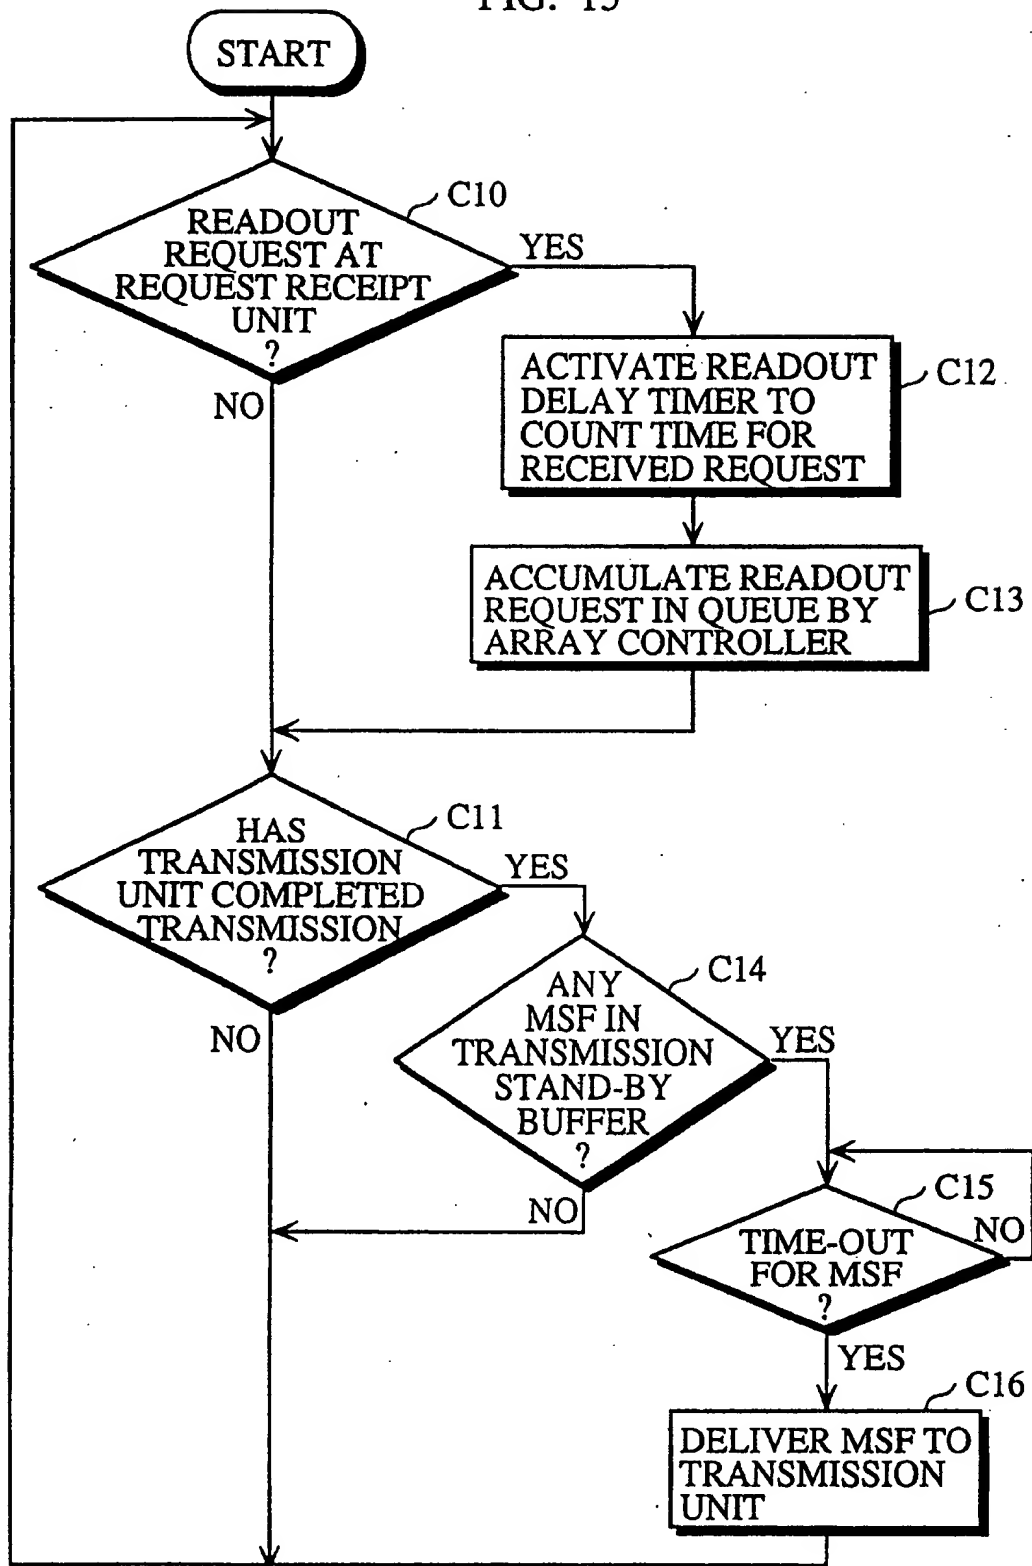 FIG. 15
START
C10
READOUT
REQUEST AT
REQUEST RECEIPT
UNIT
?
YES
NO
ACTIVATE READOUT
DELAY TIMER TO
COUNT TIME FOR
RECEIVED REQUEST
C12
ACCUMULATE READOUT
REQUEST IN QUEUE BY
ARRAY CONTROLLER
C13
C11
HAS
TRANSMISSION
UNIT COMPLETED
TRANSMISSION
?
YES
NO
C14
ANY
MSF IN
TRANSMISSION
STAND-BY
BUFFER
?
YES
NO
C15
TIME-OUT
FOR MSF
?
NO
YES
C16
DELIVER MSF TO
TRANSMISSION
UNIT